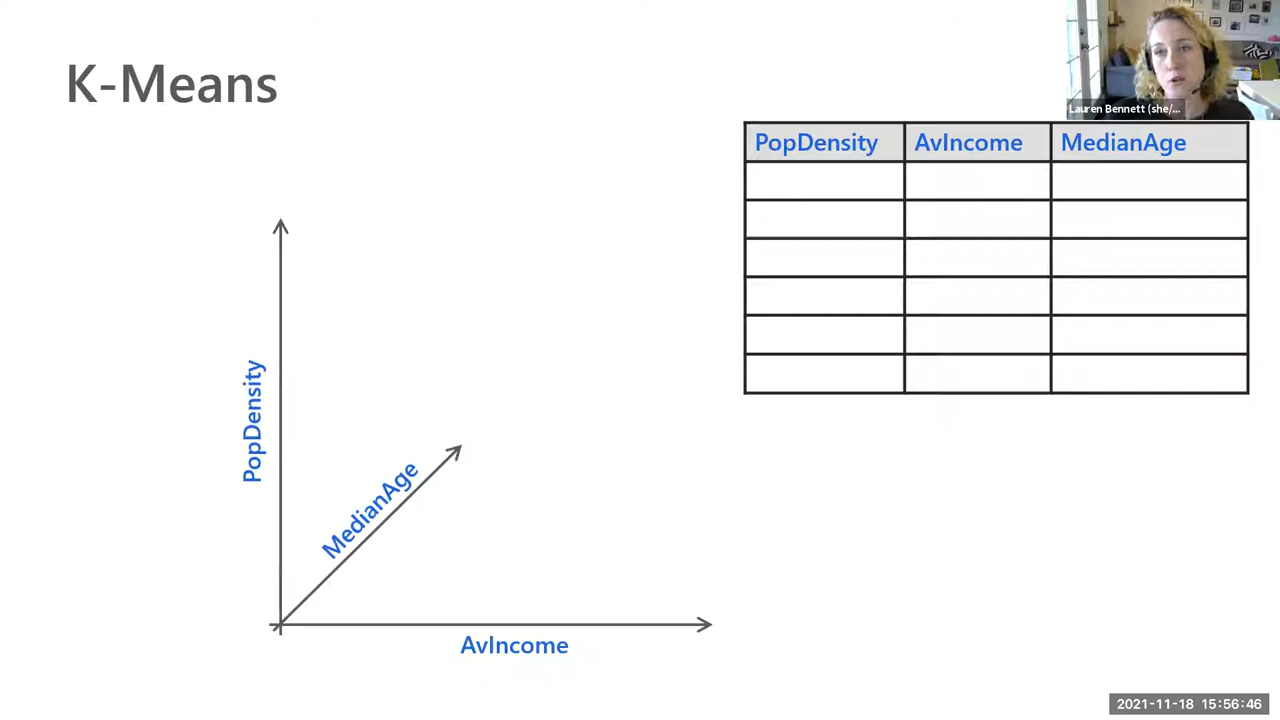 K-Means
Lauren Bennett (she/...
PopDensity AvIncome MedianAge
PopDensity
MedianAge
AvIncome
2021-11-18 15:56:46